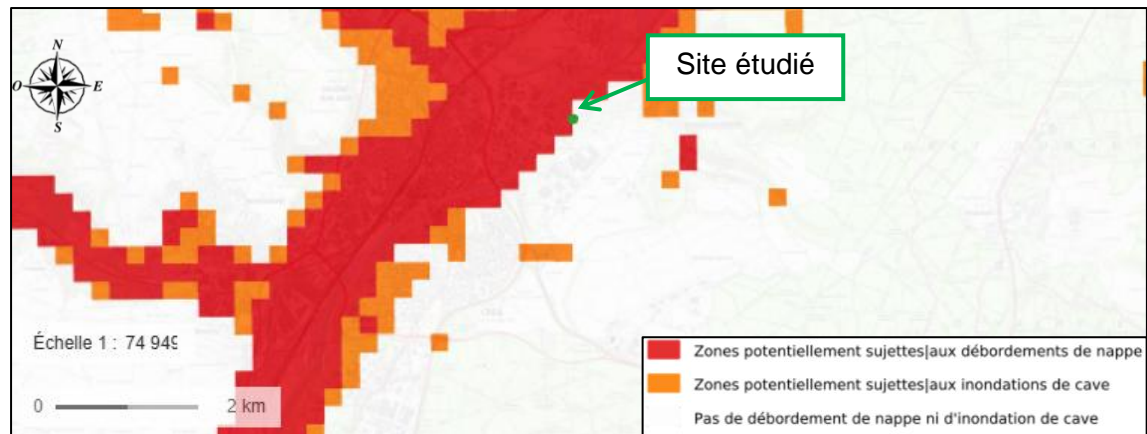 N
O
E
S
Site étudié
Échelle 1 : 74 949
0
2 km
Zones potentiellement sujettes|aux débordements de nappe
Zones potentiellement sujettes|aux inondations de cave
Pas de débordement de nappe ni d'inondation de cave